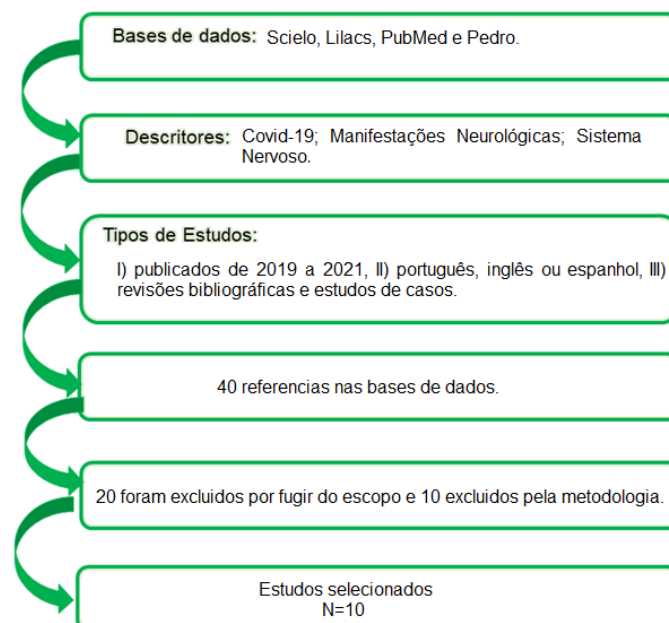 Bases de dados: Scielo, Lilacs, PubMed e Pedro.
Descritores: Covid-19; Manifestações Neurológicas; Sistema
Nervoso.
Tipos de Estudos:
I) publicados de 2019 a 2021, II) português, inglês ou espanhol, III)
revisões bibliográficas e estudos de casos.
40 referencias nas bases de dados.
20 foram excluidos por fugir do escopo e 10 excluidos pela metodologia.
Estudos selecionados
N=10